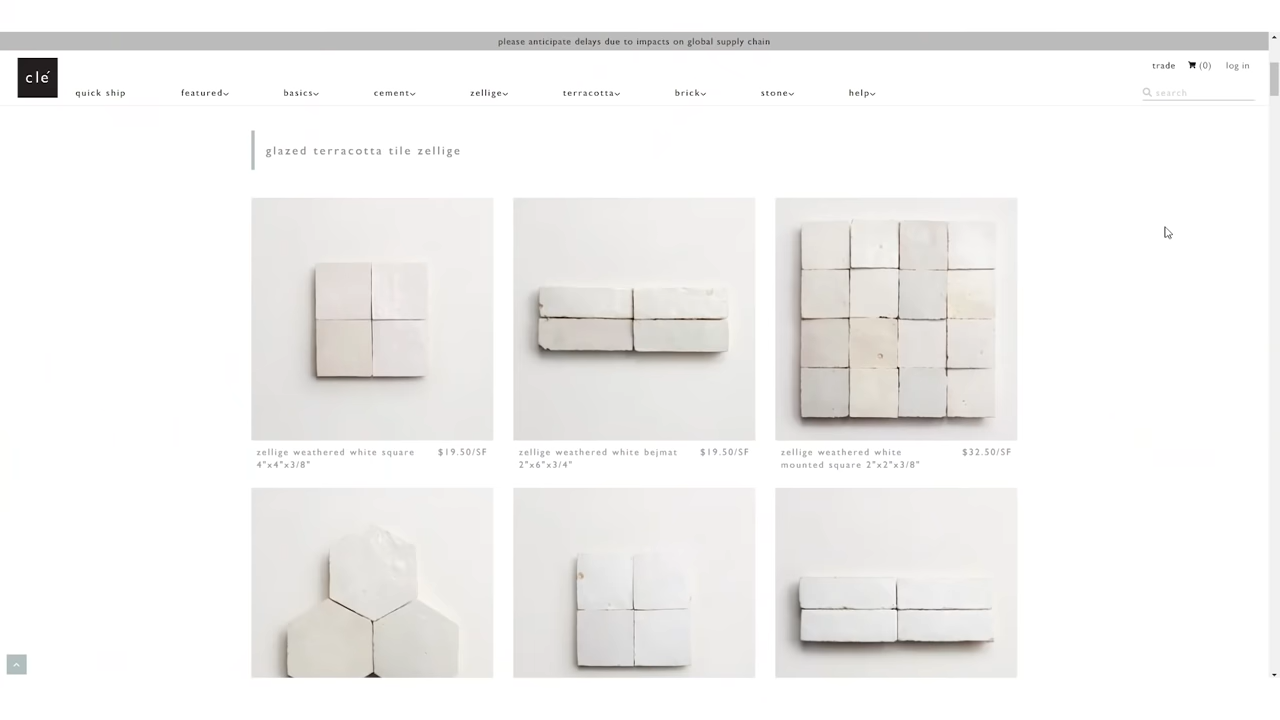 please anticipate delays due to impacts on global supply chain
clé
trade
(0)
log in
quick ship
featured
basics
cement
zellige
terracotta
brick
stone
help
search
glazed terracotta tile zellige
zellige weathered white square $19.50/SF
4"x4"x3/8"
zellige weathered white bejmat $19.50/SF
2"x6"x3/4"
zellige weathered white $32.50/SF
mounted square 2"x2"x3/8"